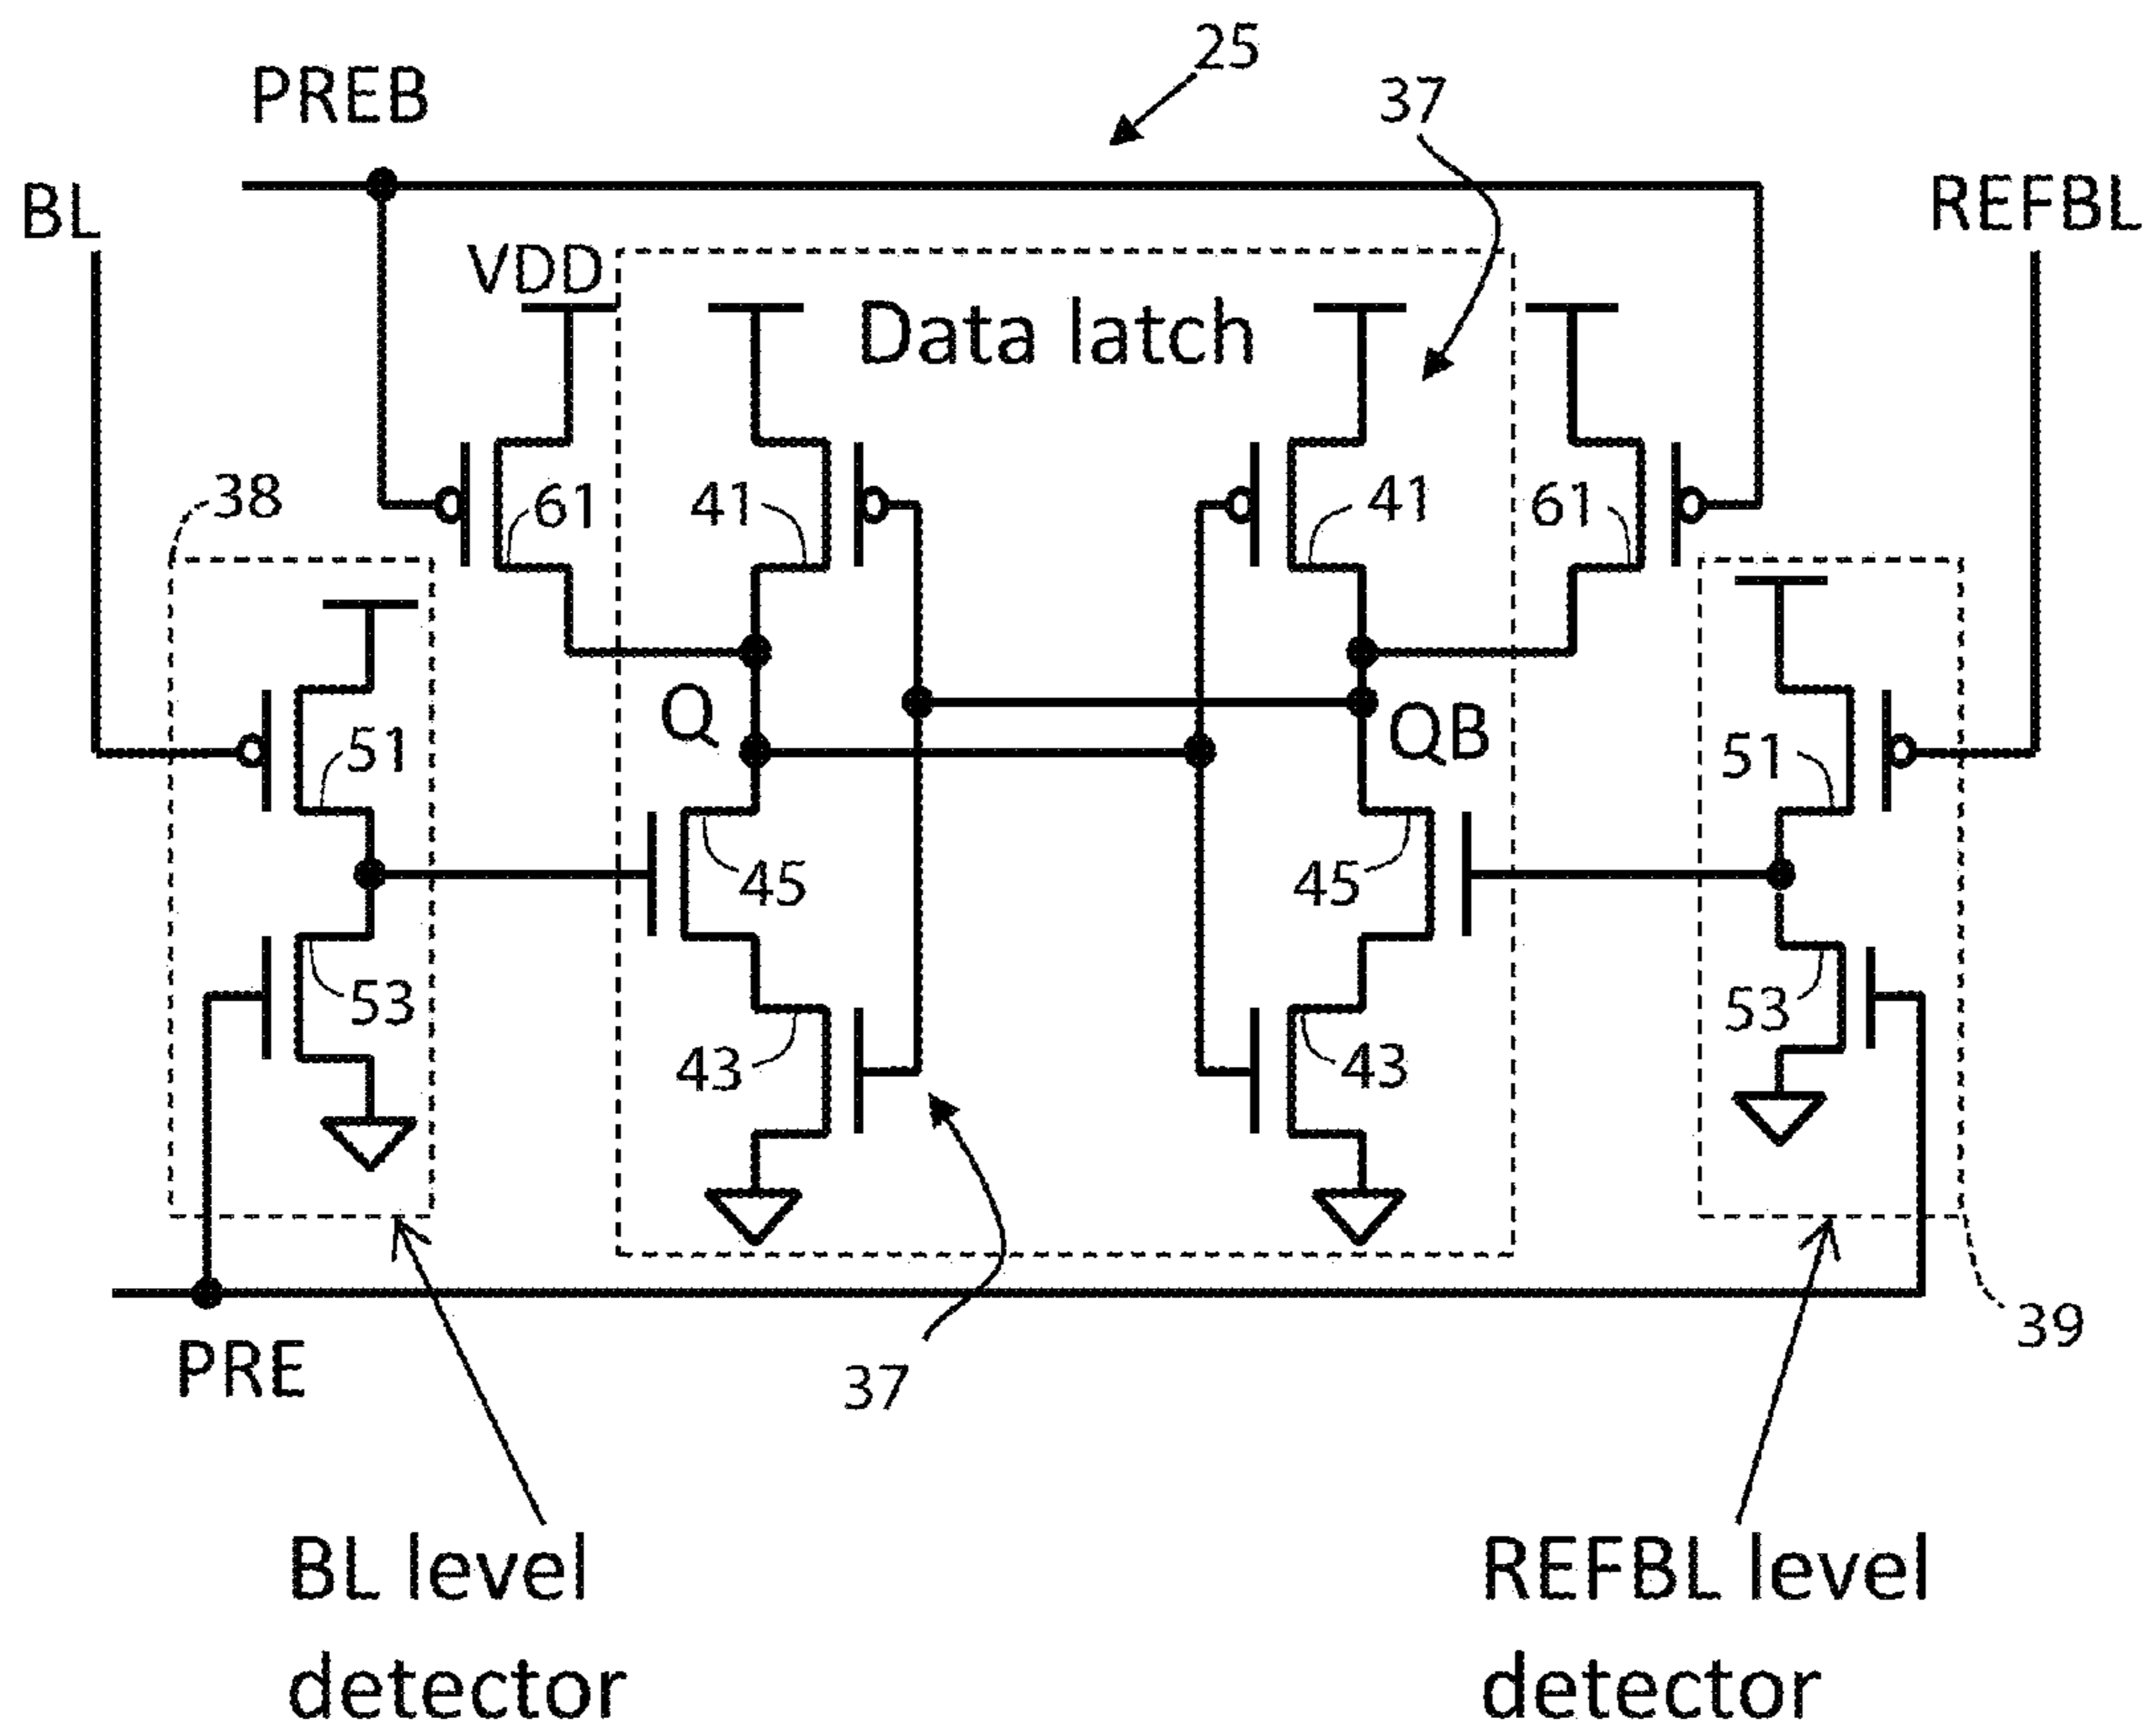 25
PREB
37
BL
REFBL
VDD
Data latch
38
61
41
41
61
Q
QB
51
51
45
45
53
53
43
43
39
PRE
37
BL level
detector
REFBL level
detector